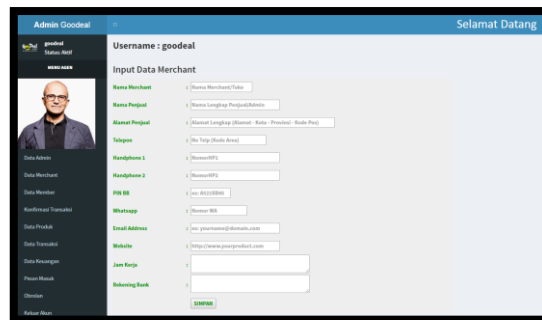 Admin Goodeal
Selamat Datang
goodeal
Status: Aktif
MENU AGEN
Data Admin
Data Merchant
Data Member
Konfirmasi Transaksi
Data Produk
Data Transaksi
Data Keuangan
Pesan Masuk
Obrolan
Keluar Akun
Username : goodeal
Input Data Merchant
Nama Merchant : Nama Merchant/Toko
Nama Penjual : Nama Lengkap Penjual/Admin
Alamat Penjual : Alamat Lengkap (Alamat - Kota - Provinsi - Kode Pos)
Telepon : No Telp (Kode Area)
Handphone 1 : NomorHP1
Handphone 2 : NomorHP2
PIN BB : ex:
Whatsapp : Nomor WA
Email Address : ex: yourname@domain.com
Website : http://www.yourproduct.com
Jam Kerja :
Rekening Bank :
SIMPAN